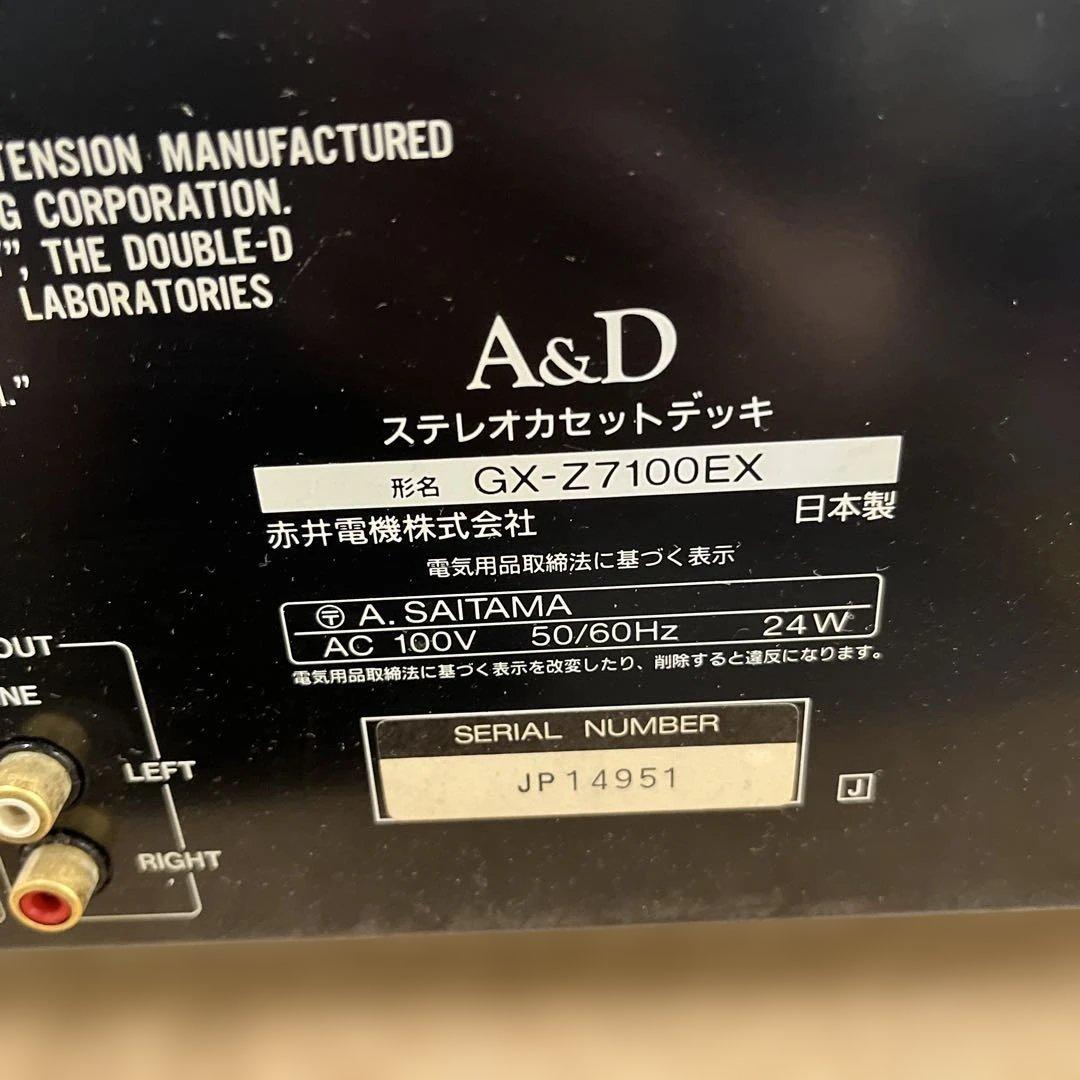 TENSION MANUFACTURED
G CORPORATION.
", THE DOUBLE-D
LABORATORIES
."
A&D
ステレオカセットデッキ
形名 GX-Z7100EX
赤井電機株式会社 日本製
電気用品取締法に基づく表示
〶 A. SAITAMA
AC 100V 50/60Hz 24W
電気用品取締法に基づく表示を改変したり、削除すると違反になります。
OUT
NE
SERIAL NUMBER
JP14951
J
LEFT
RIGHT